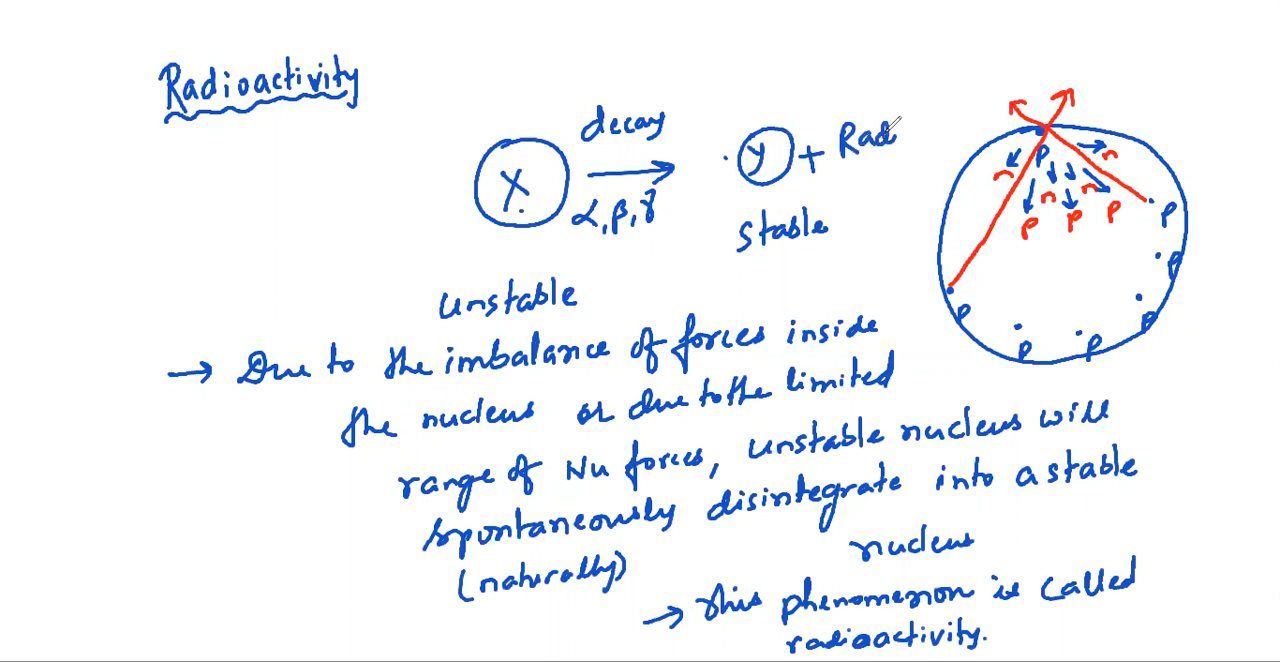 Radioactivity
decay
X → Y + Rad
α, β, γ
stable
unstable
→ Due to the imbalance of forces inside
the nucleus or due to the limited
range of Nu forces, unstable nucleus will
spontaneously disintegrate into a stable
(naturally)
nucleus
→ This phenomenon is called
radioactivity.
p
n n
n n
p p p
p
p
p p
p p